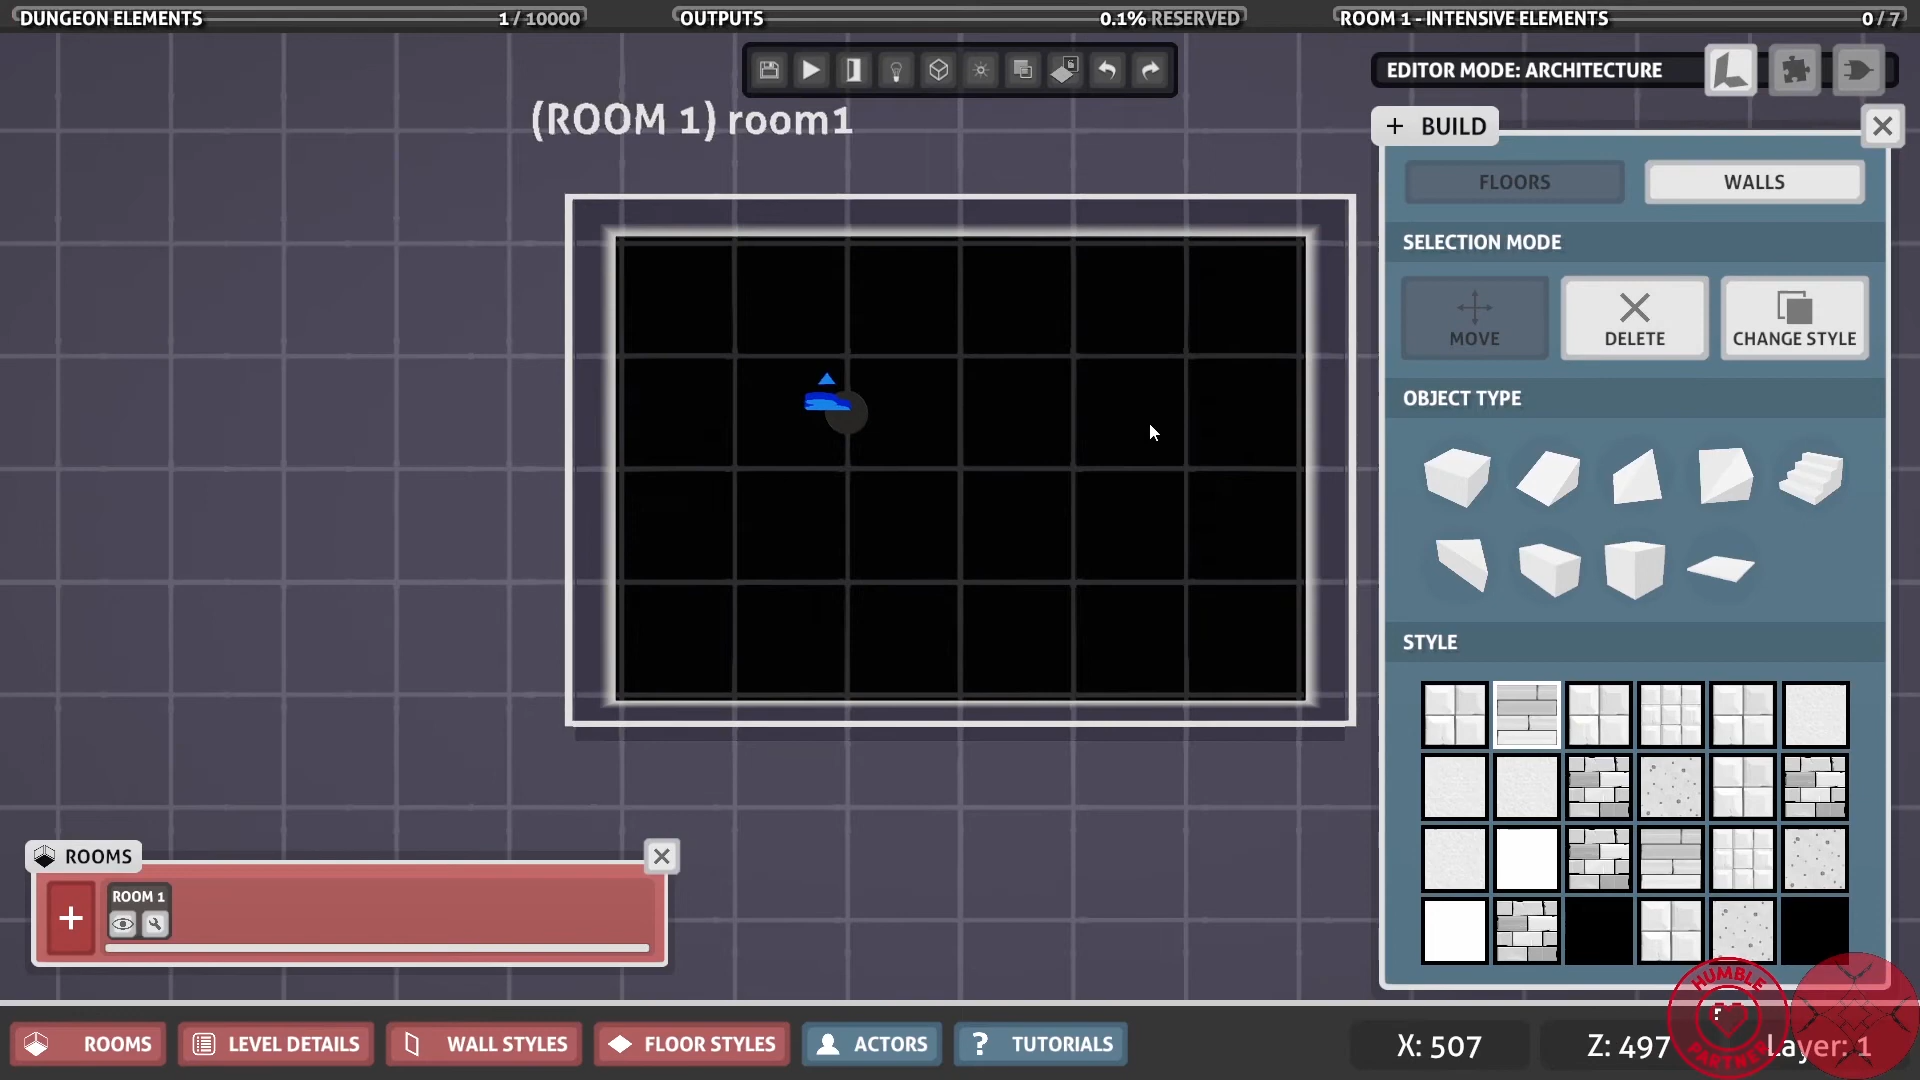 DUNGEON ELEMENTS 1 / 10000
OUTPUTS 0.1% RESERVED
ROOM 1 - INTENSIVE ELEMENTS 0 / 7
EDITOR MODE: ARCHITECTURE
(ROOM 1) room1
+ BUILD
FLOORS WALLS
SELECTION MODE
MOVE DELETE CHANGE STYLE
OBJECT TYPE
STYLE
ROOMS
ROOM 1
ROOMS LEVEL DETAILS WALL STYLES FLOOR STYLES ACTORS ? TUTORIALS
X: 507 Z: 497 Layer: 1
HUMBLE
PARTNER